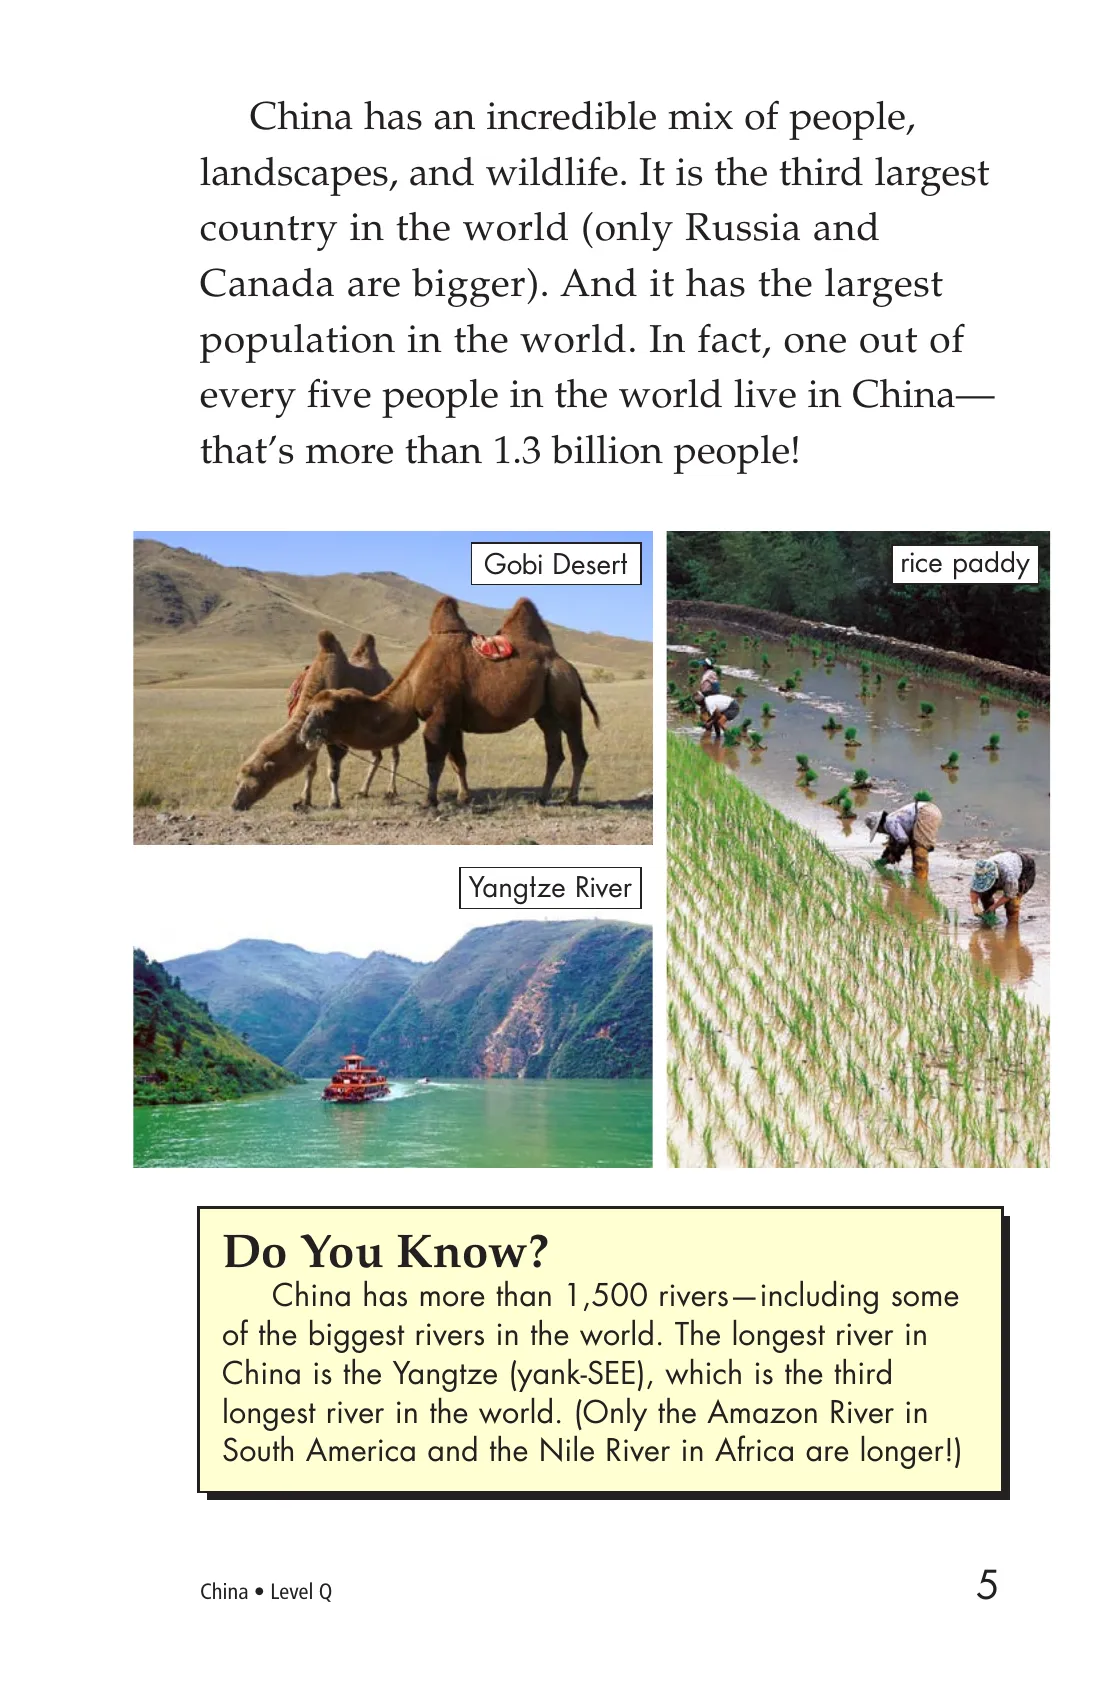 China has an incredible mix of people,
landscapes, and wildlife. It is the third largest
country in the world (only Russia and
Canada are bigger). And it has the largest
population in the world. In fact, one out of
every five people in the world live in China—
that’s more than 1.3 billion people!
Gobi Desert
rice paddy
Yangtze River
Do You Know?
China has more than 1,500 rivers—including some
of the biggest rivers in the world. The longest river in
China is the Yangtze (yank-SEE), which is the third
longest river in the world. (Only the Amazon River in
South America and the Nile River in Africa are longer!)
China • Level Q
5